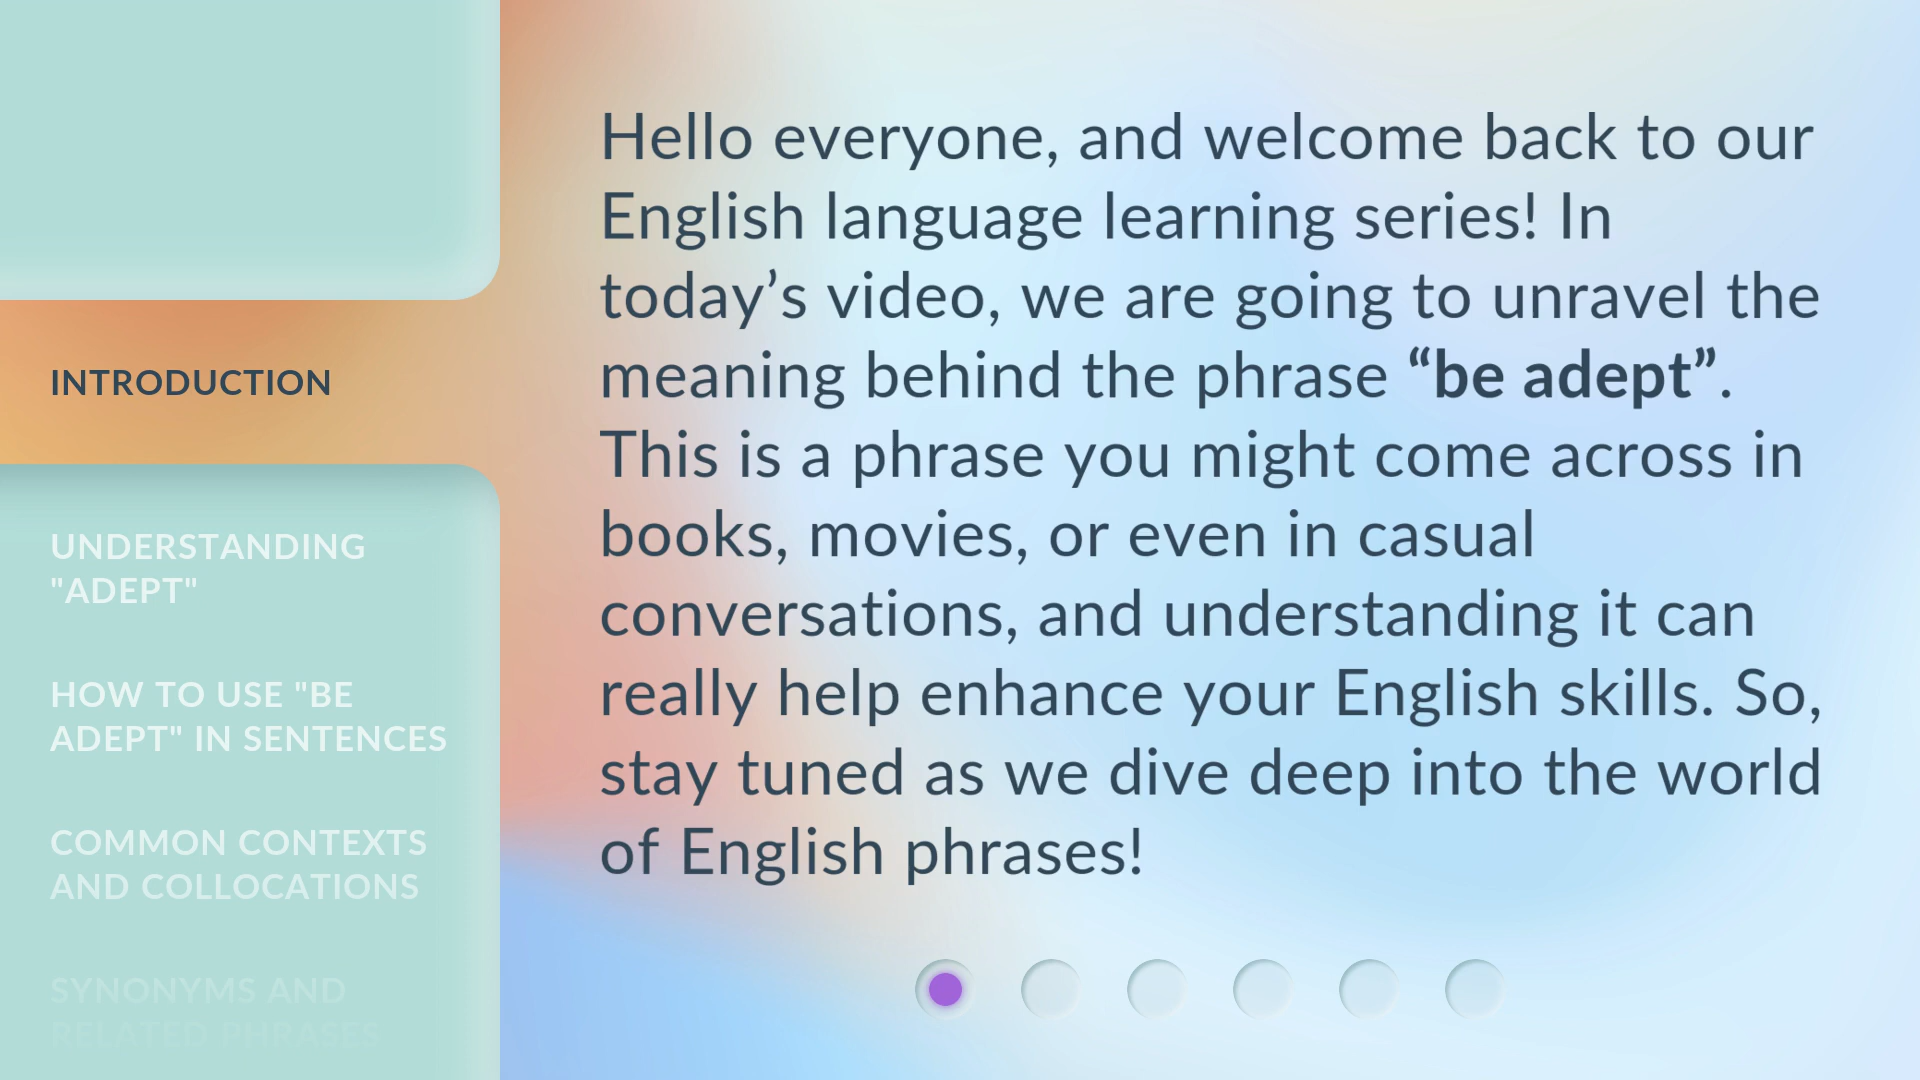 INTRODUCTION
UNDERSTANDING
"ADEPT"
HOW TO USE "BE
ADEPT" IN SENTENCES
COMMON CONTEXTS
AND COLLOCATIONS
SYNONYMS AND
RELATED PHRASES
Hello everyone, and welcome back to our
English language learning series! In
today’s video, we are going to unravel the
meaning behind the phrase “be adept”.
This is a phrase you might come across in
books, movies, or even in casual
conversations, and understanding it can
really help enhance your English skills. So,
stay tuned as we dive deep into the world
of English phrases!